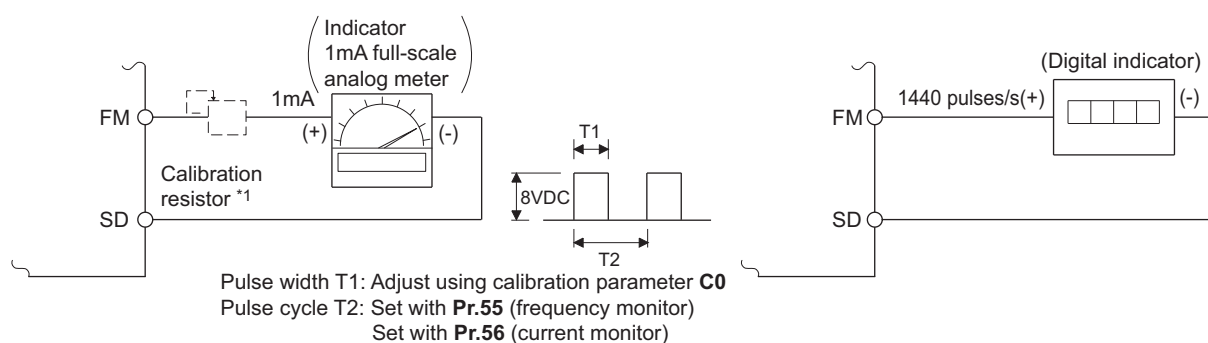 Indicator
1mA full-scale
analog meter
(Digital indicator)
1mA
1440 pulses/s(+)
(-)
FM
(+)
(-)
T1
FM
Calibration
resistor *1
8VDC
SD
T2
SD
Pulse width T1: Adjust using calibration parameter C0
Pulse cycle T2: Set with Pr.55 (frequency monitor)
Set with Pr.56 (current monitor)